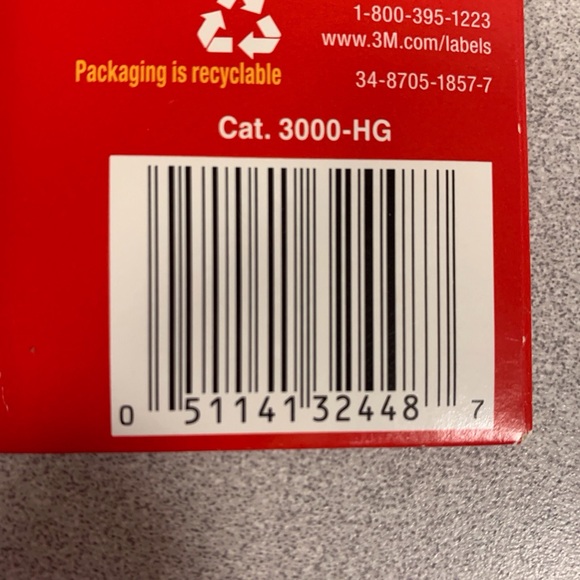 1-800-395-1223
www.3M.com/labels
Packaging is recyclable
34-8705-1857-7
Cat. 3000-HG
0 51141 32448 7